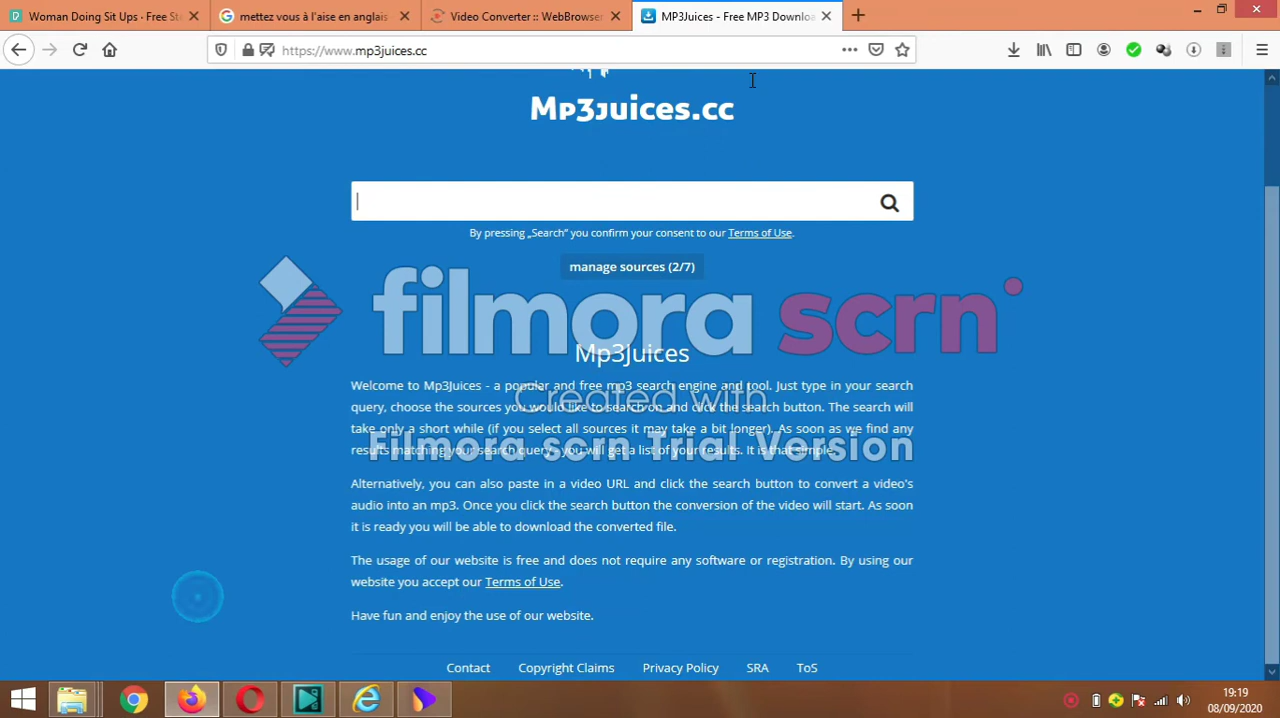 Woman Doing Sit Ups · Free St
mettez vous à l'aise en anglais
Video Converter :: WebBrowser
MP3Juices - Free MP3 Downloa
https://www.mp3juices.cc
Mp3juices.cc
By pressing „Search“ you confirm your consent to our Terms of Use.
manage sources (2/7)
filmora scrn
Mp3Juices
Created with
Filmora scrn Trial Version
Welcome to Mp3Juices - a popular and free mp3 search engine and tool. Just type in your search
query, choose the sources you would like to search on and click the search button. The search will
take only a short while (if you select all sources it may take a bit longer). As soon as we find any
results matching your search query - you will get a list of your results. It is that simple.
Alternatively, you can also paste in a video URL and click the search button to convert a video's
audio into an mp3. Once you click the search button the conversion of the video will start. As soon
it is ready you will be able to download the converted file.
The usage of our website is free and does not require any software or registration. By using our
website you accept our Terms of Use.
Have fun and enjoy the use of our website.
Contact Copyright Claims Privacy Policy SRA ToS
19:19
08/09/2020